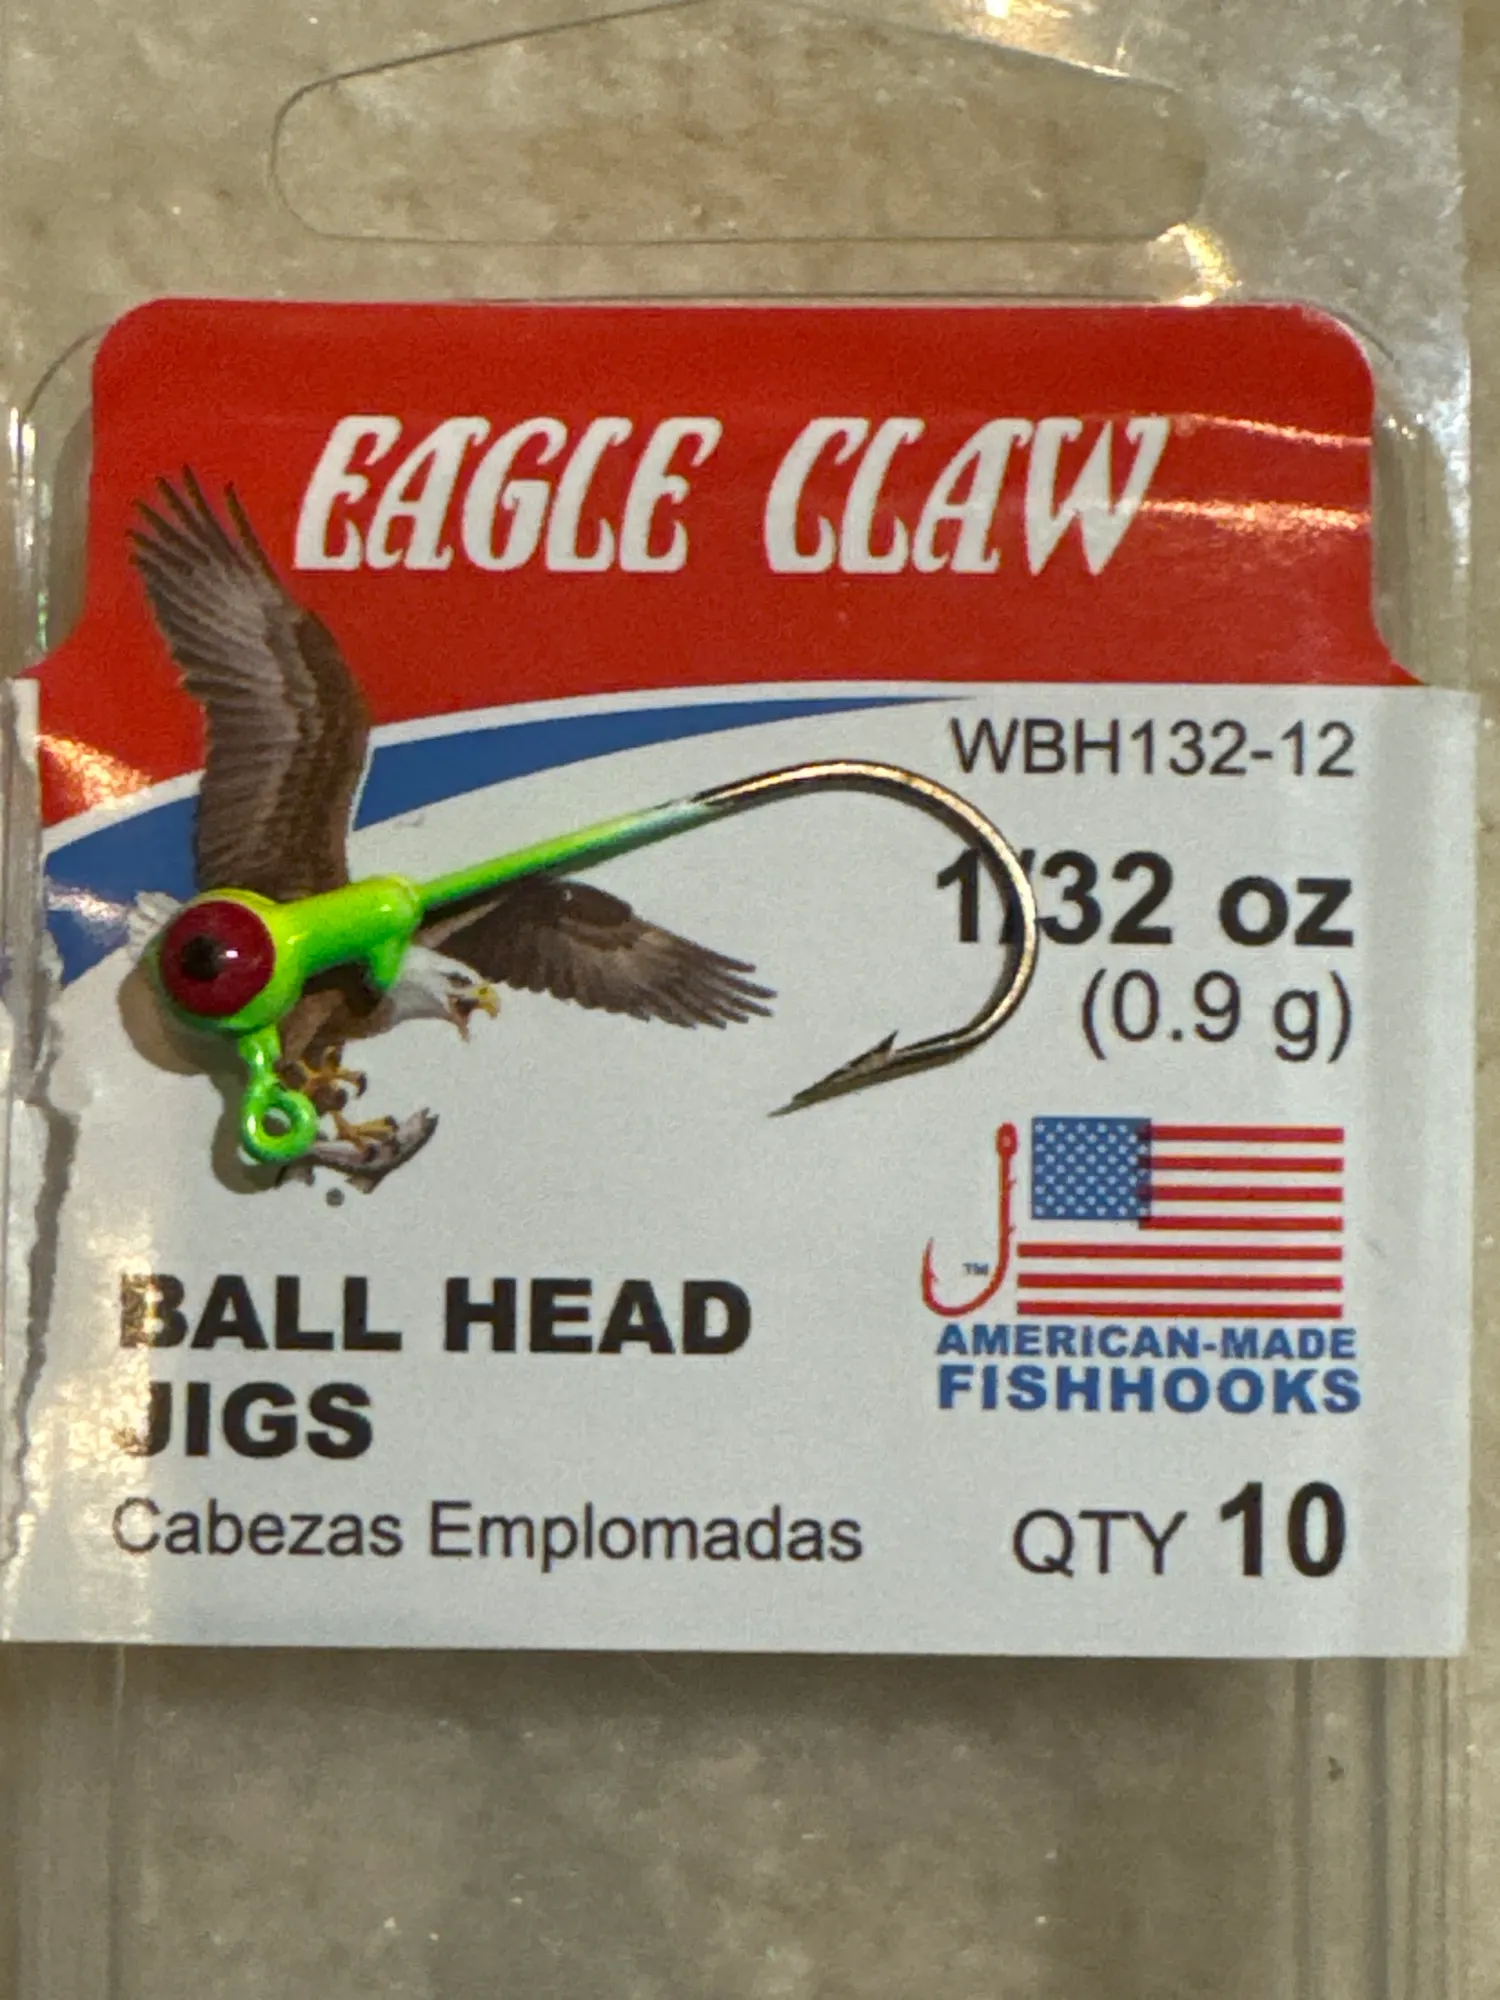 EAGLE CLAW
WBH132-12
1/32 oz
(0.9 g)
®
™
AMERICAN-MADE
FISHHOOKS
BALL HEAD
JIGS
Cabezas Emplomadas
QTY 10